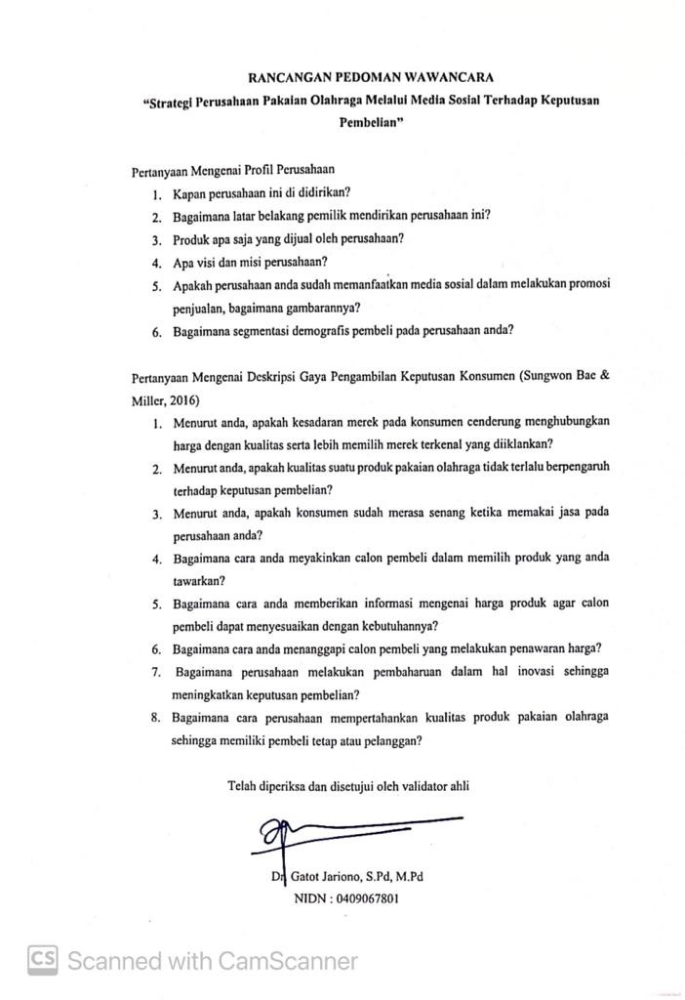 RANCANGAN PEDOMAN WAWANCARA
“Strategi Perusahaan Pakaian Olahraga Melalui Media Sosial Terhadap Keputusan
Pembelian”
Pertanyaan Mengenai Profil Perusahaan
1. Kapan perusahaan ini di didirikan?
2. Bagaimana latar belakang pemilik mendirikan perusahaan ini?
3. Produk apa saja yang dijual oleh perusahaan?
4. Apa visi dan misi perusahaan?
5. Apakah perusahaan anda sudah memanfaatkan media sosial dalam melakukan promosi
penjualan, bagaimana gambarannya?
6. Bagaimana segmentasi demografis pembeli pada perusahaan anda?
Pertanyaan Mengenai Deskripsi Gaya Pengambilan Keputusan Konsumen (Sungwon Bae &
Miller, 2016)
1. Menurut anda, apakah kesadaran merek pada konsumen cenderung menghubungkan
harga dengan kualitas serta lebih memilih merek terkenal yang diiklankan?
2. Menurut anda, apakah kualitas suatu produk pakaian olahraga tidak terlalu berpengaruh
terhadap keputusan pembelian?
3. Menurut anda, apakah konsumen sudah merasa senang ketika memakai jasa pada
perusahaan anda?
4. Bagaimana cara anda meyakinkan calon pembeli dalam memilih produk yang anda
tawarkan?
5. Bagaimana cara anda memberikan informasi mengenai harga produk agar calon
pembeli dapat menyesuaikan dengan kebutuhannya?
6. Bagaimana cara anda menanggapi calon pembeli yang melakukan penawaran harga?
7. Bagaimana perusahaan melakukan pembaharuan dalam hal inovasi sehingga
meningkatkan keputusan pembelian?
8. Bagaimana cara perusahaan mempertahankan kualitas produk pakaian olahraga
sehingga memiliki pembeli tetap atau pelanggan?
Telah diperiksa dan disetujui oleh validator ahli
Dr. Gatot Jariono, S.Pd, M.Pd
NIDN : 0409067801
CS Scanned with CamScanner